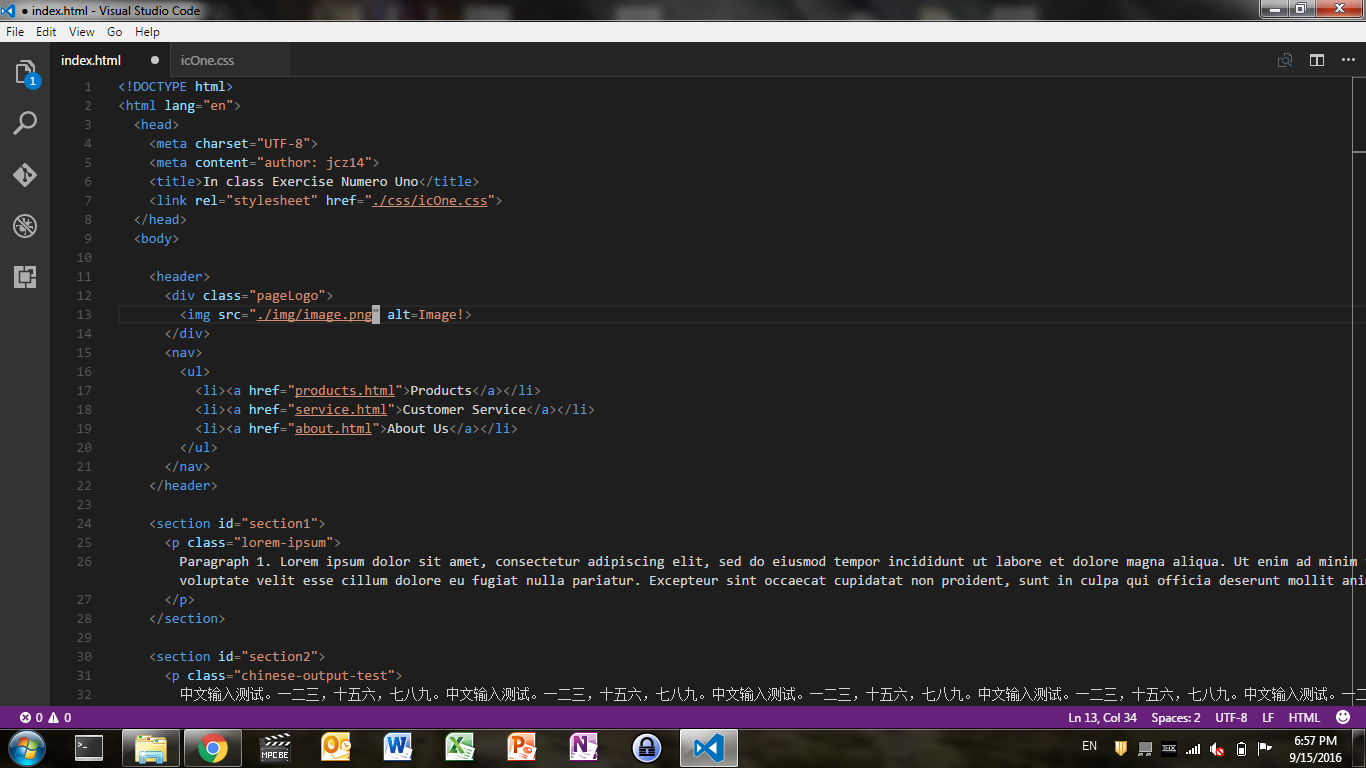 ● index.html - Visual Studio Code
File Edit View Go Help
index.html ● icOne.css
1
1 <!DOCTYPE html>
2 <html lang="en">
3 <head>
4 <meta charset="UTF-8">
5 <meta content="author: jcz14">
6 <title>In class Exercise Numero Uno</title>
7 <link rel="stylesheet" href="./css/icOne.css">
8 </head>
9 <body>
10
11 <header>
12 <div class="pageLogo">
13 <img src="./img/image.png" alt=Image!>
14 </div>
15 <nav>
16 <ul>
17 <li><a href="products.html">Products</a></li>
18 <li><a href="service.html">Customer Service</a></li>
19 <li><a href="about.html">About Us</a></li>
20 </ul>
21 </nav>
22 </header>
23
24 <section id="section1">
25 <p class="lorem-ipsum">
26 Paragraph 1. Lorem ipsum dolor sit amet, consectetur adipiscing elit, sed do eiusmod tempor incididunt ut labore et dolore magna aliqua. Ut enim ad minim
voluptate velit esse cillum dolore eu fugiat nulla pariatur. Excepteur sint occaecat cupidatat non proident, sunt in culpa qui officia deserunt mollit ani
27 </p>
28 </section>
29
30 <section id="section2">
31 <p class="chinese-output-test">
32 中文输入测试。一二三，十五六，七八九。中文输入测试。一二三，十五六，七八九。中文输入测试。一二三，十五六，七八九。中文输入测试。一二三，十五六，七八九。中文输入测试。一二
0 0 Ln 13, Col 34 Spaces: 2 UTF-8 LF HTML
MPC BE
EN
6:57 PM
9/15/2016